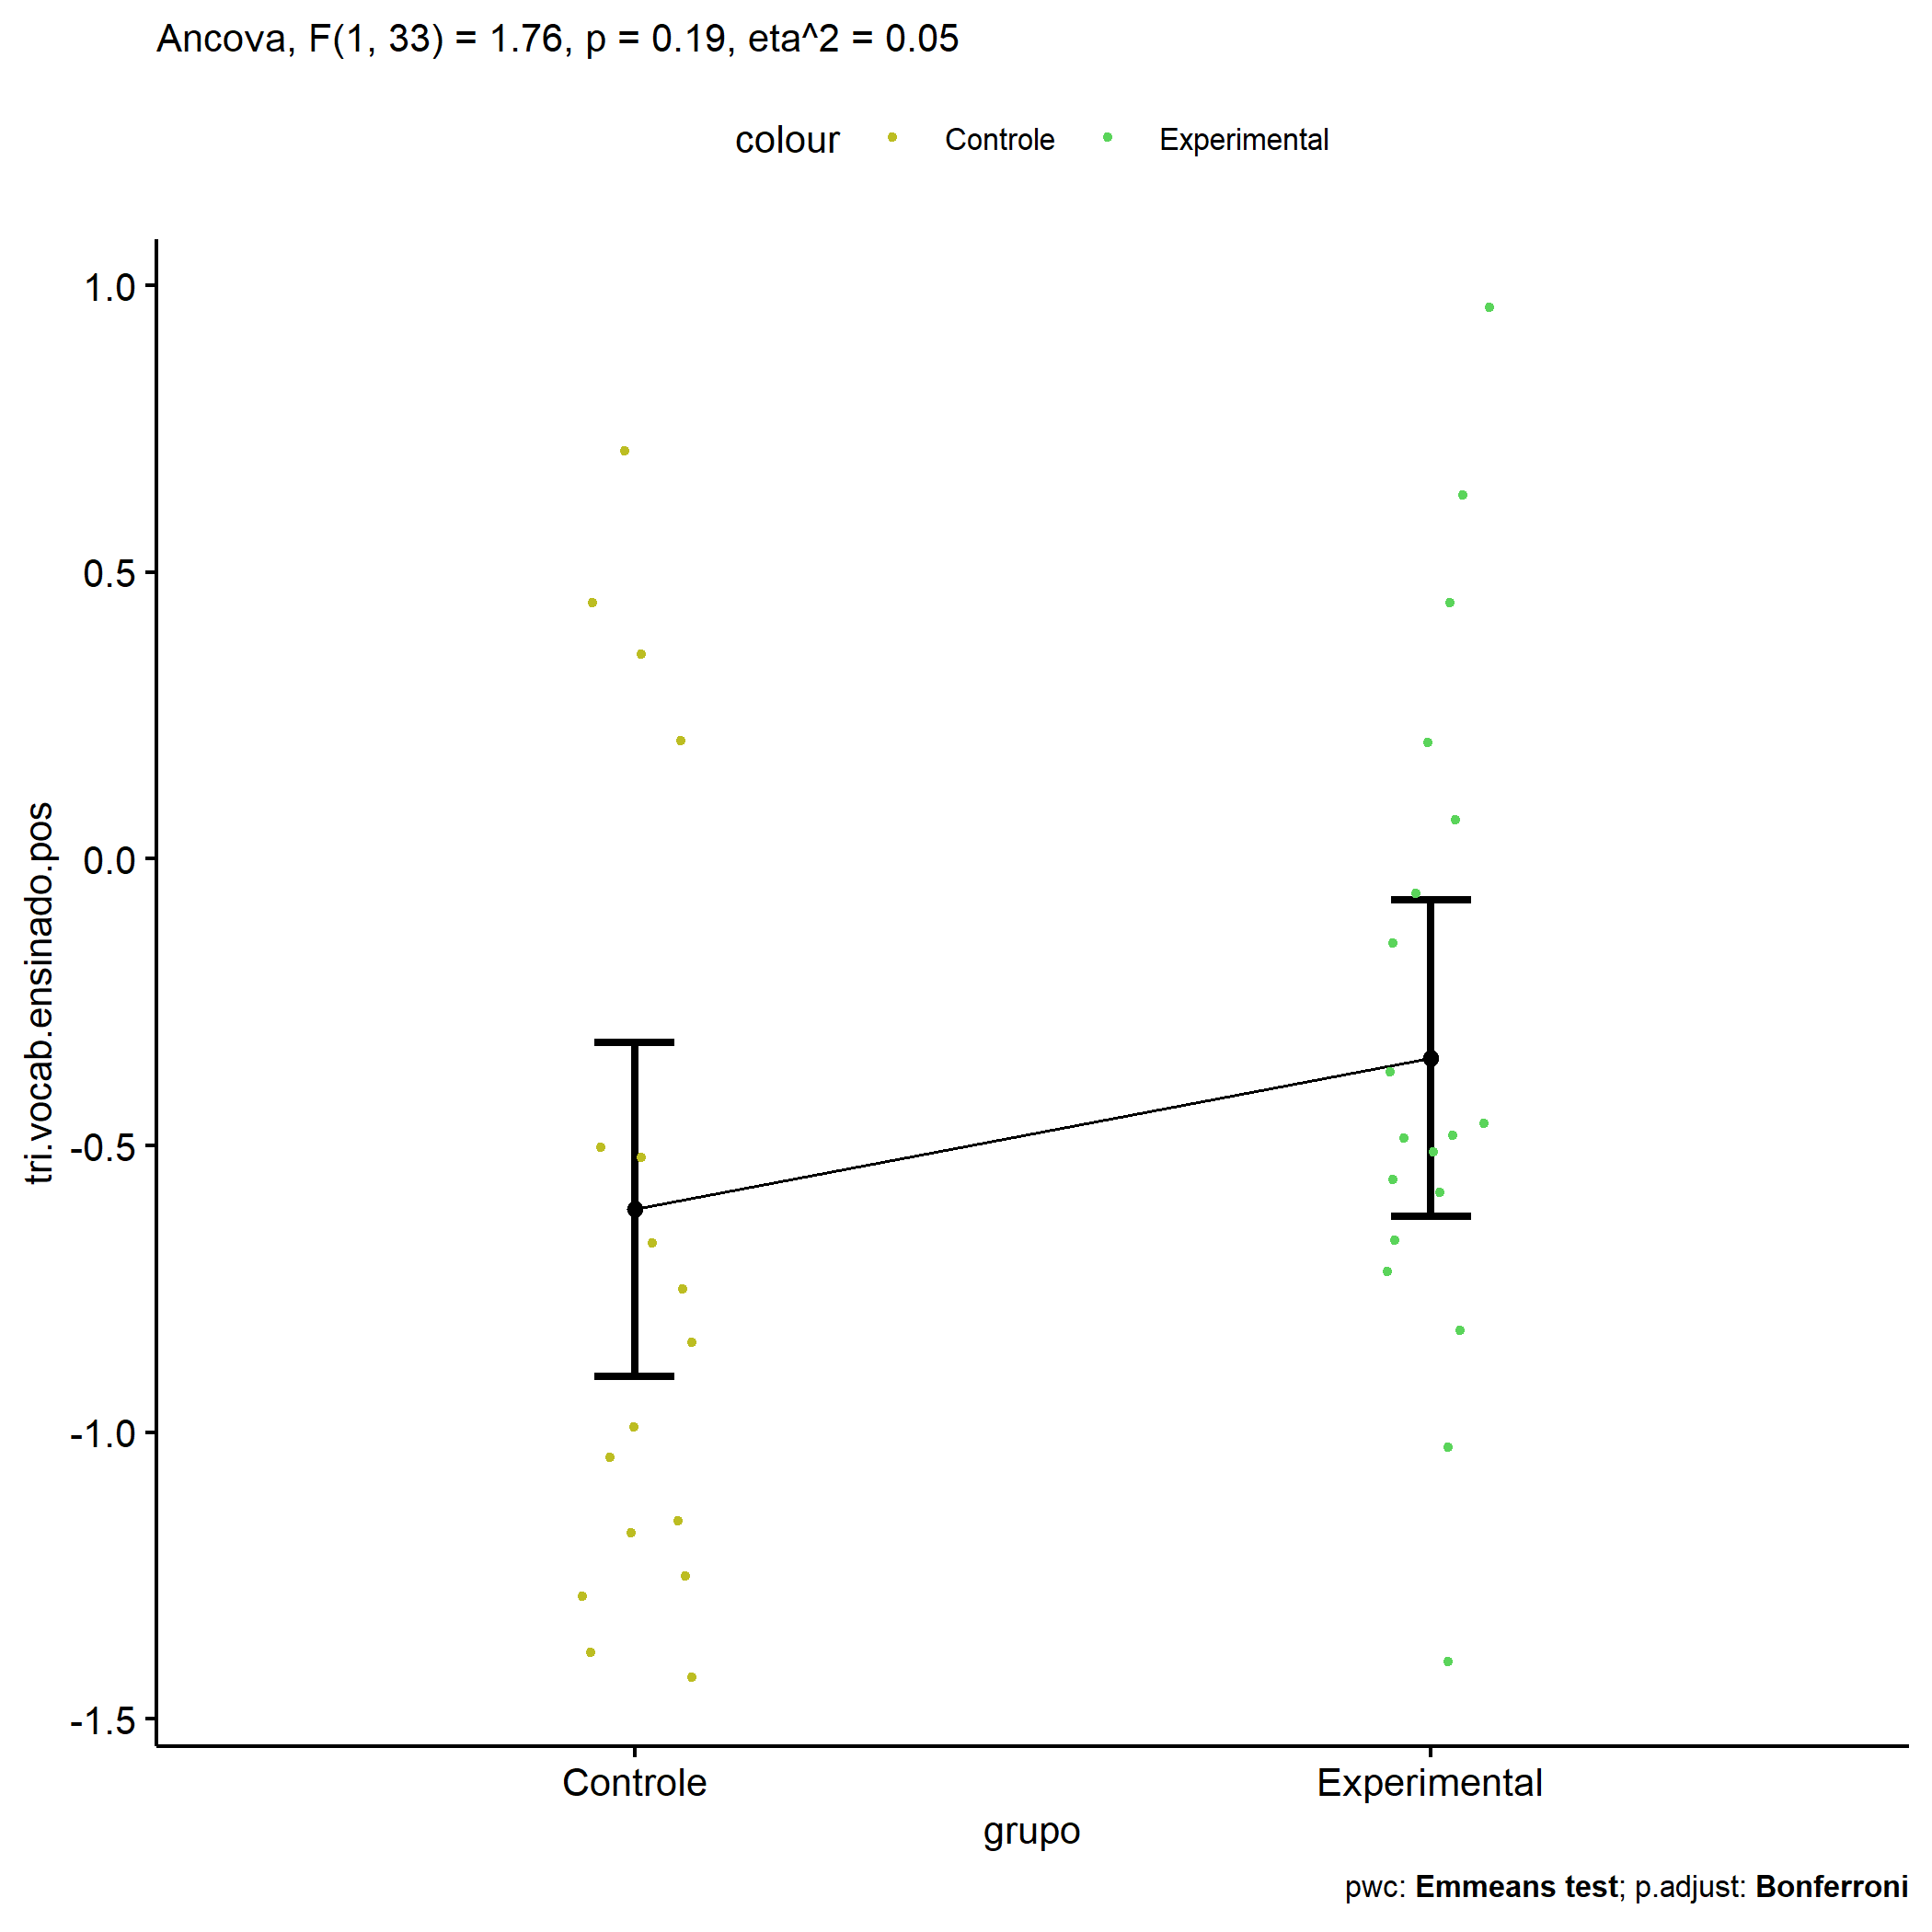 Ancova, F(1, 33) = 1.76, p = 0.19, eta^2 = 0.05
colour Controle Experimental
1.0
0.5
0.0
-0.5
-1.0
-1.5
tri.vocab.ensinado.pos
Controle Experimental
grupo
pwc: Emmeans test; p.adjust: Bonferroni